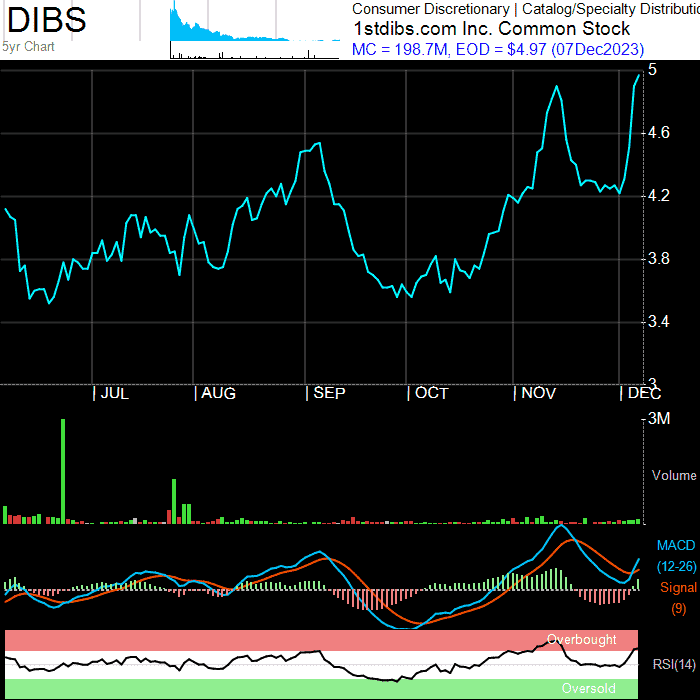 DIBS
5yr Chart
Consumer Discretionary | Catalog/Specialty Distributio
1stdibs.com Inc. Common Stock
MC = 198.7M, EOD = $4.97 (07Dec2023)
5
4.6
4.2
3.8
3.4
3
| JUL | AUG | SEP | OCT | NOV | DEC
3M
Volume
MACD
(12-26)
Signal
(9)
Overbought
RSI(14)
Oversold